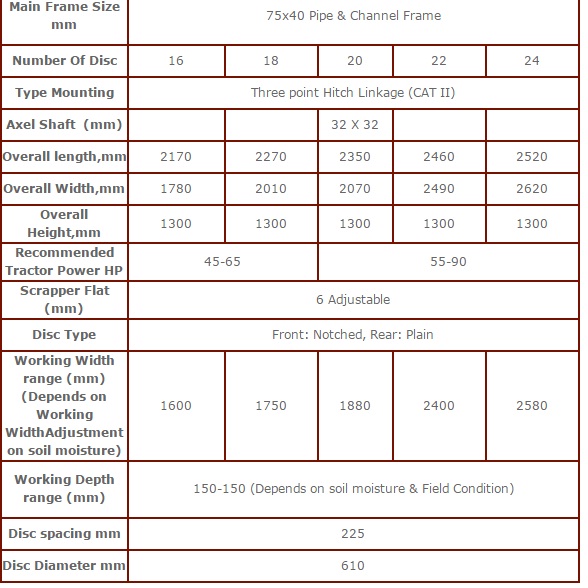 Main Frame Size
mm
75x40 Pipe & Channel Frame
Number Of Disc 16 18 20 22 24
Type Mounting Three point Hitch Linkage (CAT II)
Axel Shaft (mm) 32 X 32
Overall length,mm 2170 2270 2350 2460 2520
Overall Width,mm 1780 2010 2070 2490 2620
Overall
Height,mm
1300 1300 1300 1300 1300
Recommended
Tractor Power HP
45-65 55-90
Scrapper Flat
(mm)
6 Adjustable
Disc Type Front: Notched, Rear: Plain
Working Width
range (mm)
(Depends on
Working
WidthAdjustment
on soil moisture)
1600 1750 1880 2400 2580
Working Depth
range (mm)
150-150 (Depends on soil moisture & Field Condition)
Disc spacing mm 225
Disc Diameter mm 610